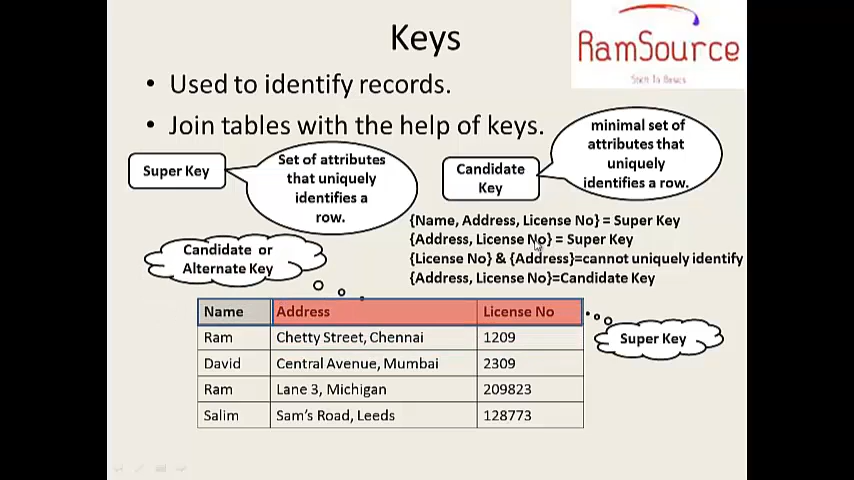 Keys
RamSource
Seen In Basics
• Used to identify records.
• Join tables with the help of keys.
Super Key
Set of attributes
that uniquely
identifies a
row.
Candidate
Key
minimal set of
attributes that
uniquely
identifies a row.
{Name, Address, License No} = Super Key
{Address, License No} = Super Key
{License No} & {Address}=cannot uniquely identify
{Address, License No}=Candidate Key
Candidate or
Alternate Key
Name Address License No
Ram Chetty Street, Chennai 1209
David Central Avenue, Mumbai 2309
Ram Lane 3, Michigan 209823
Salim Sam's Road, Leeds 128773
Super Key